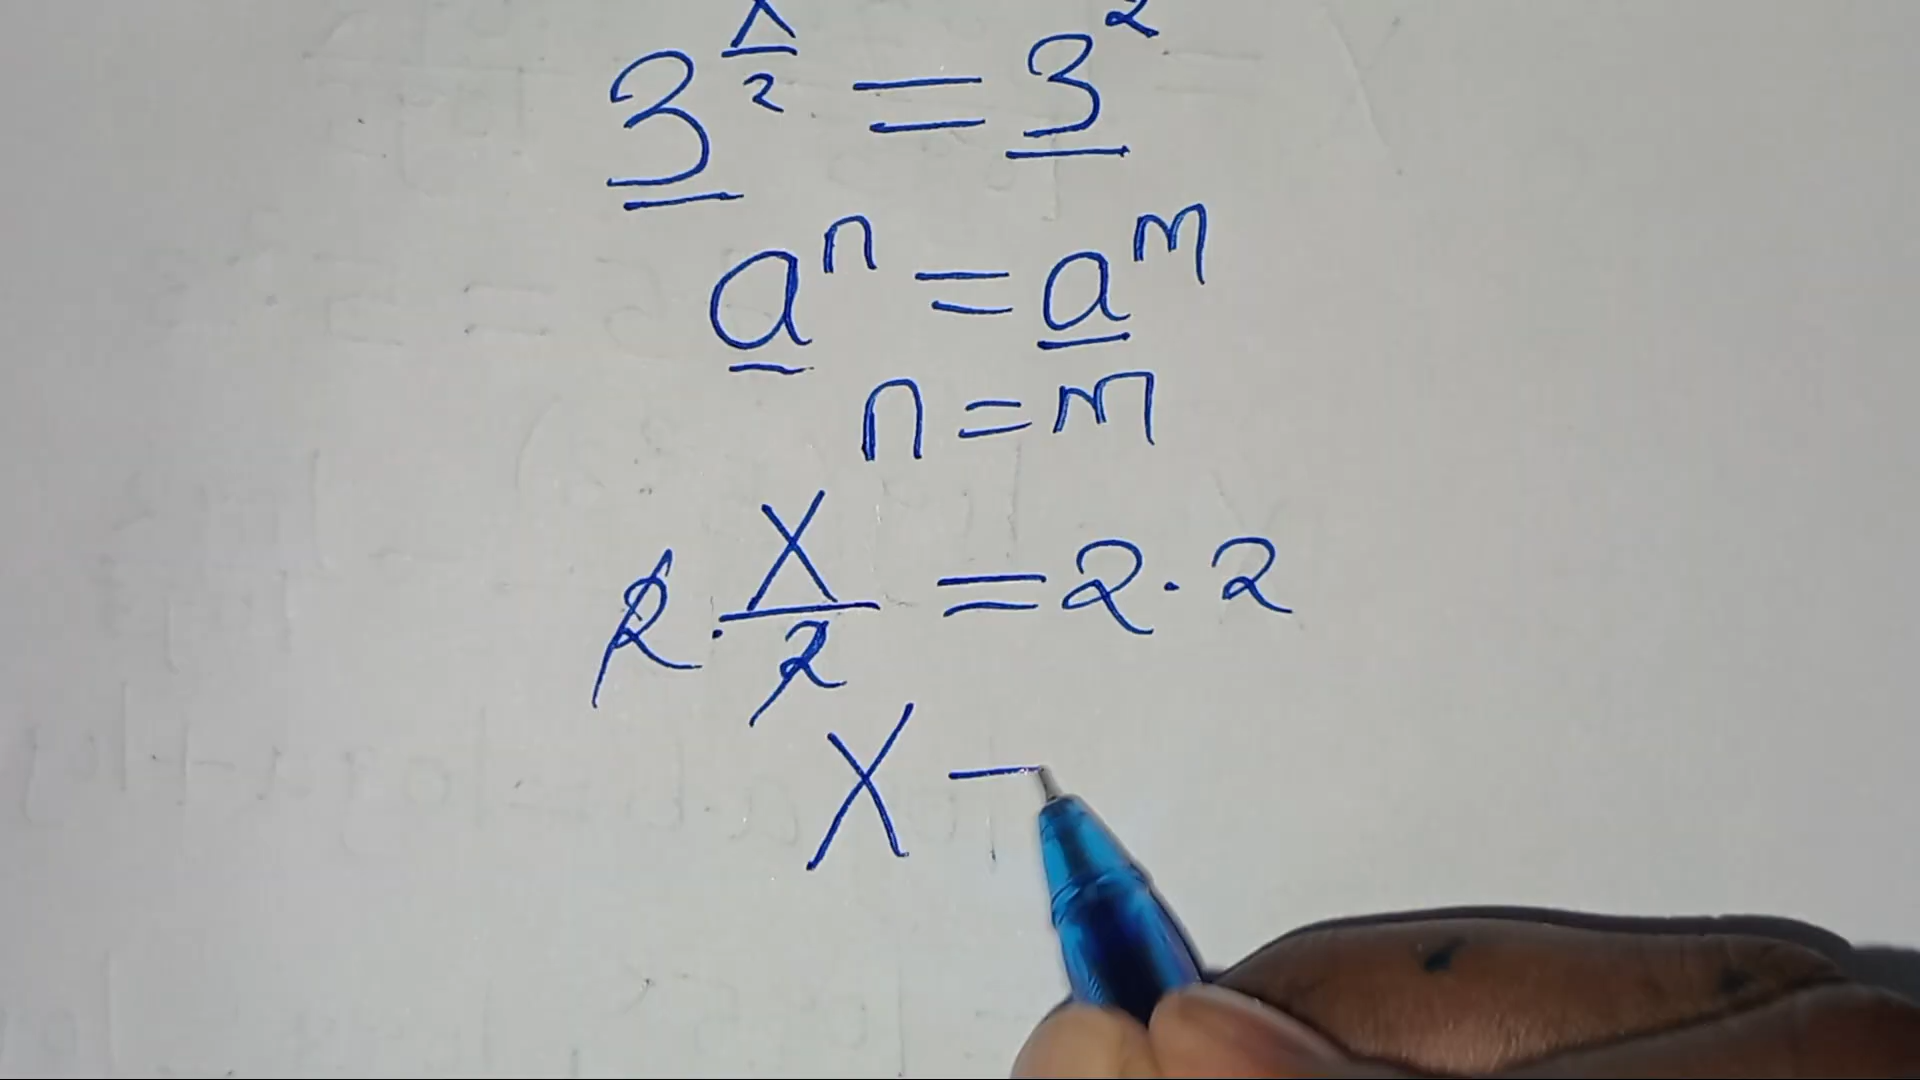 3^(x/2) = 3^2
a^n = a^m
n = m
2 · X/2 = 2 · 2
X −